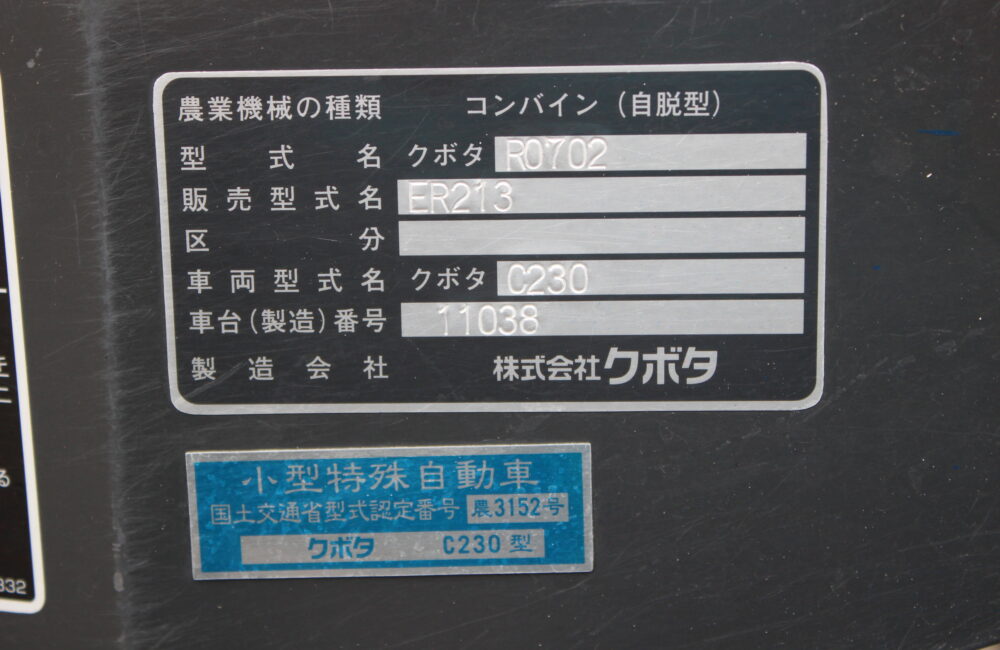 農業機械の種類 コンバイン(自脱型)
型式名 クボタ R0702
販売型式名 ER213
区分
車両型式名 クボタ C230
車台(製造)番号 11038
製造会社 株式会社クボタ
小型特殊自動車
国土交通省型式認定番号 農3152号
クボタ C230型
る
332